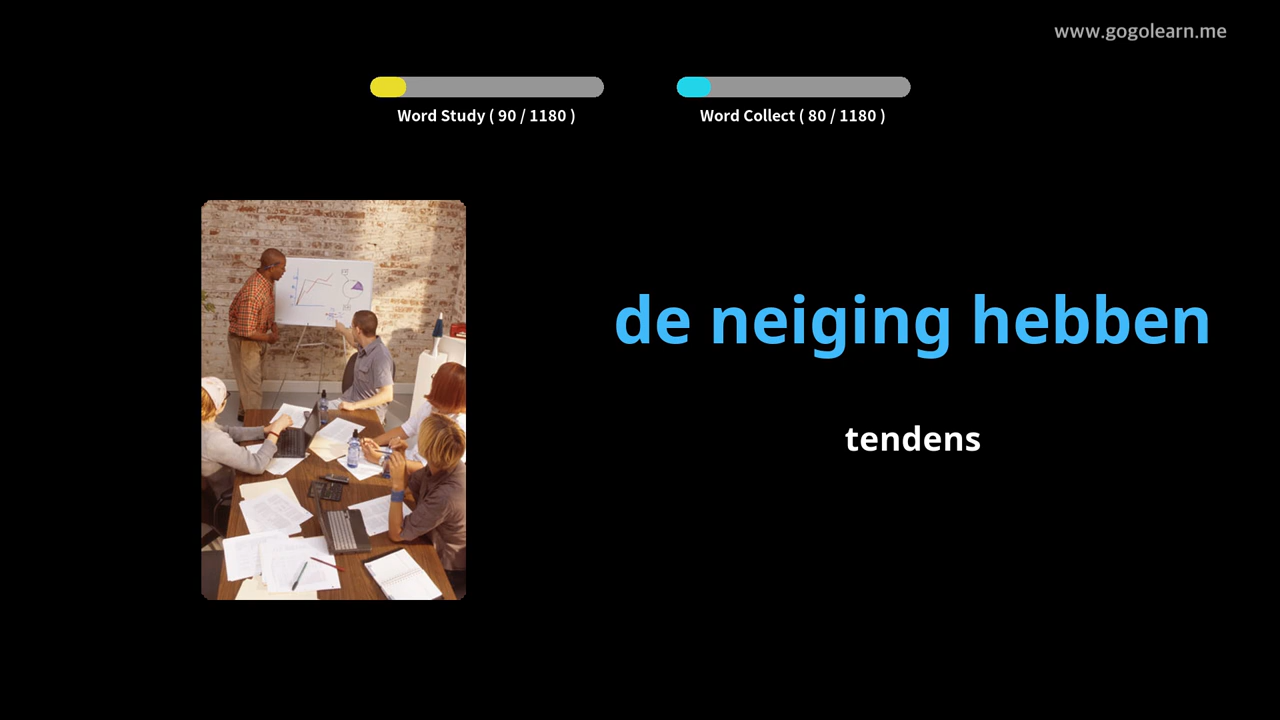 www.gogolearn.me
Word Study ( 90 / 1180 )
Word Collect ( 80 / 1180 )
de neiging hebben
tendens